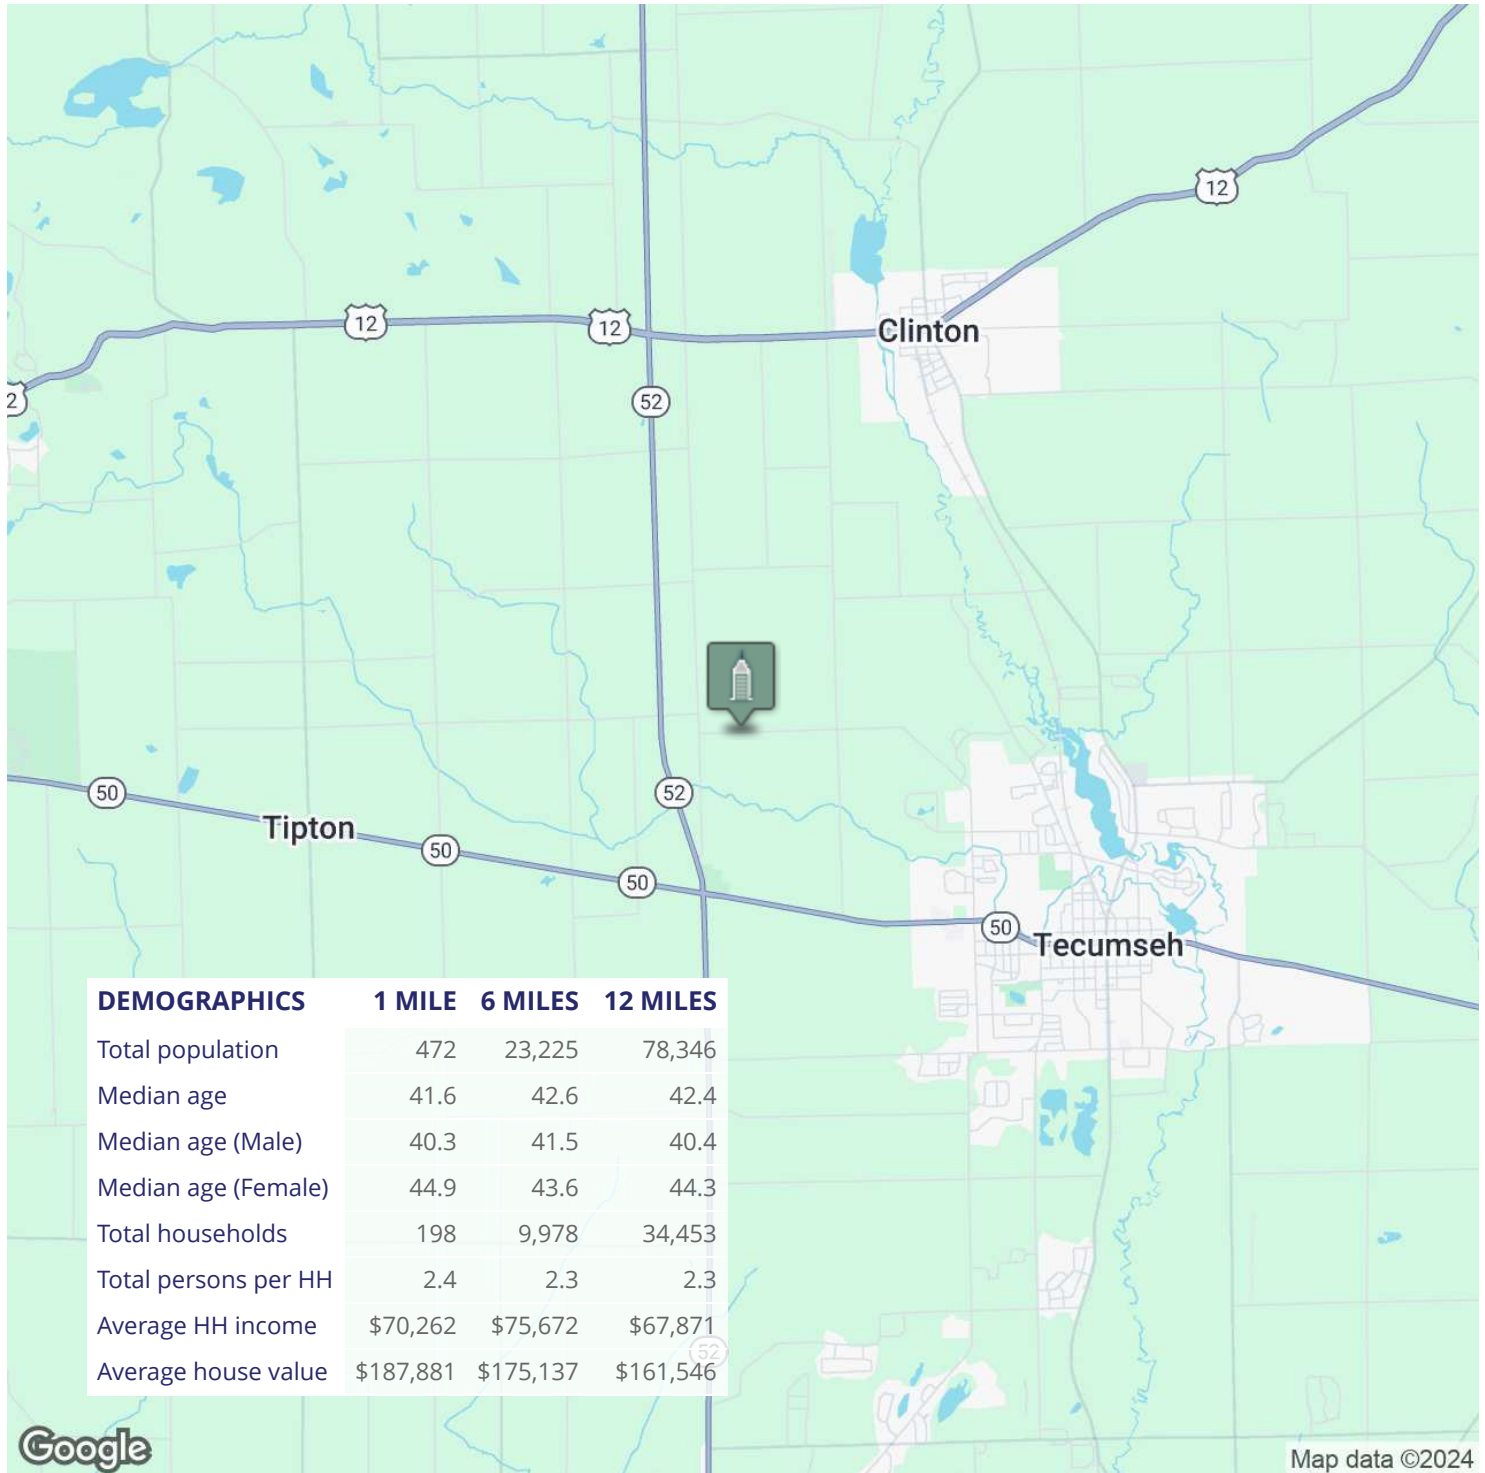 12
12
12
Clinton
2
52
52
50
Tipton
50
50
50
Tecumseh
DEMOGRAPHICS 1 MILE 6 MILES 12 MILES
Total population 472 23,225 78,346
Median age 41.6 42.6 42.4
Median age (Male) 40.3 41.5 40.4
Median age (Female) 44.9 43.6 44.3
Total households 198 9,978 34,453
Total persons per HH 2.4 2.3 2.3
Average HH income $70,262 $75,672 $67,871
52
Average house value $187,881 $175,137 $161,546
Google
Map data ©2024